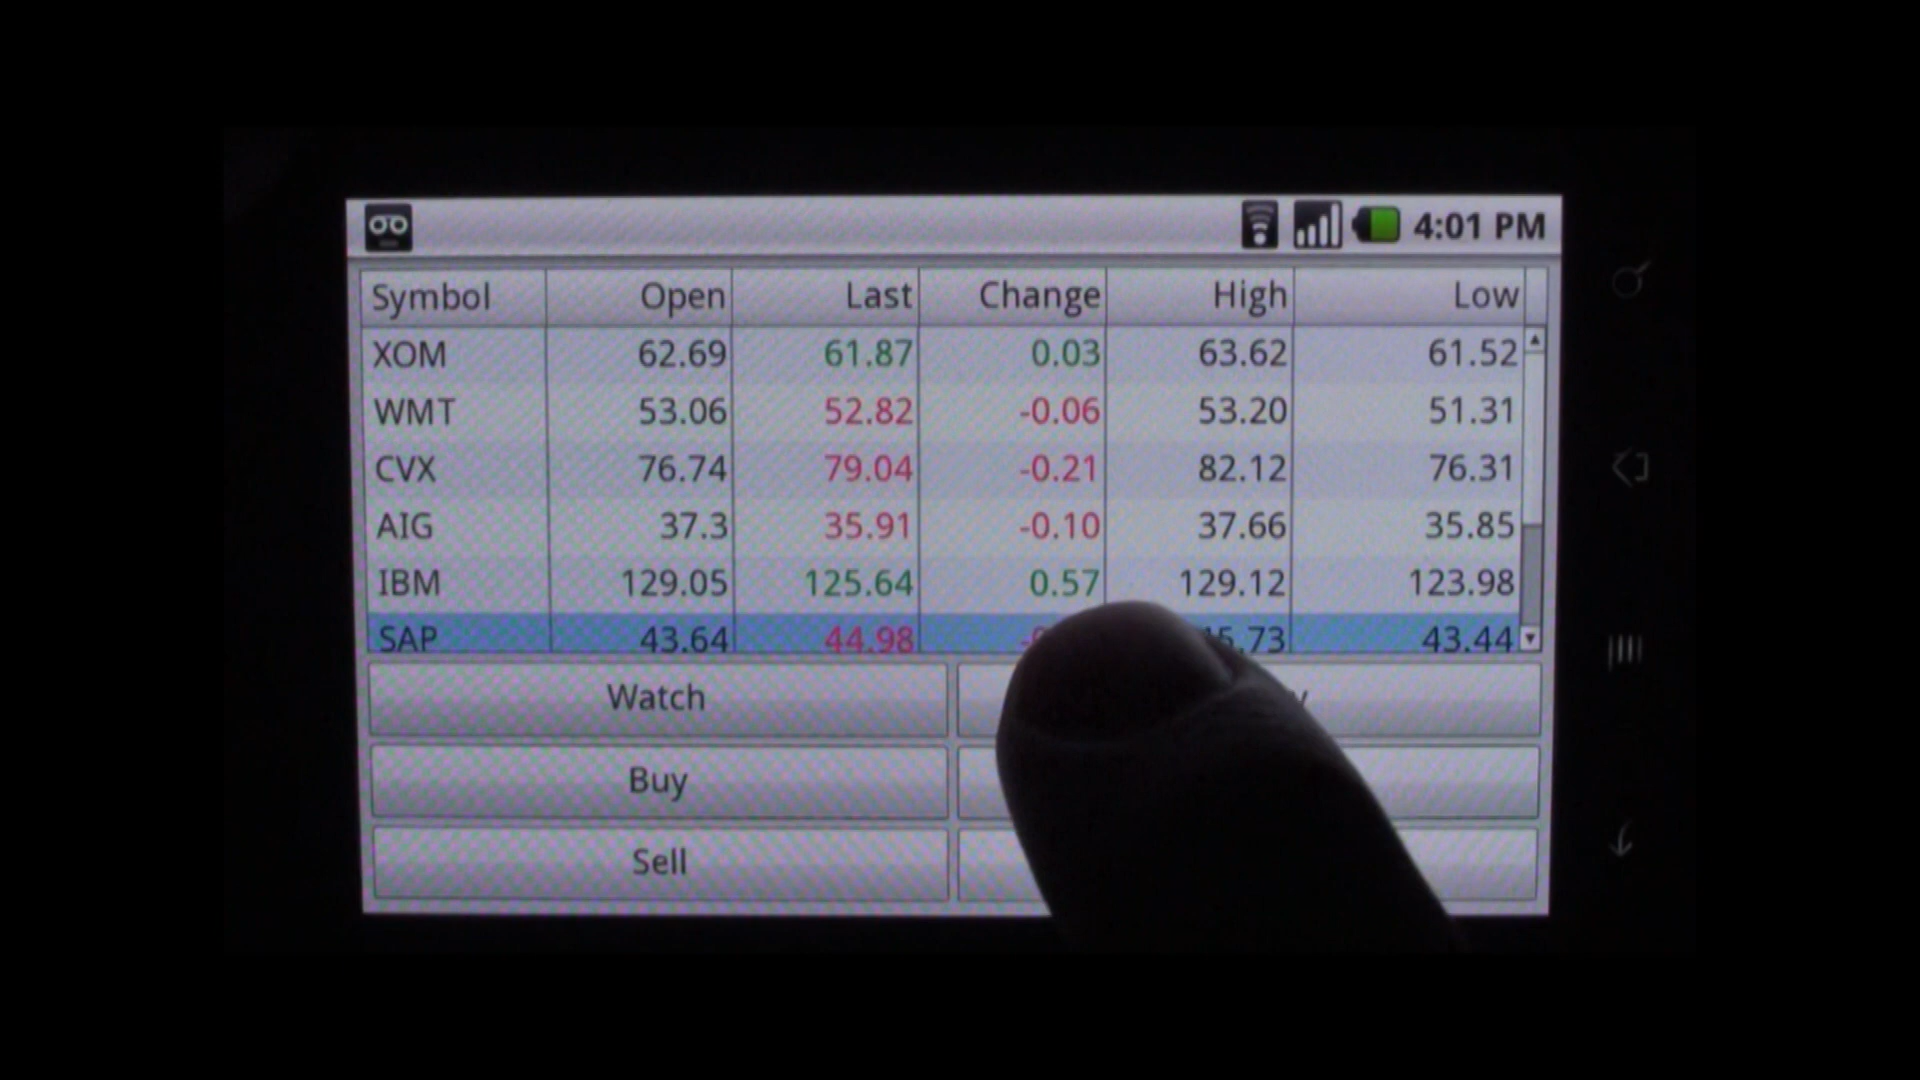 4:01 PM
Symbol Open Last Change High Low
XOM 62.69 61.87 0.03 63.62 61.52
WMT 53.06 52.82 -0.06 53.20 51.31
CVX 76.74 79.04 -0.21 82.12 76.31
AIG 37.3 35.91 -0.10 37.66 35.85
IBM 129.05 125.64 0.57 129.12 123.98
SAP 43.64 44.98 43.44
Watch
Buy
Sell